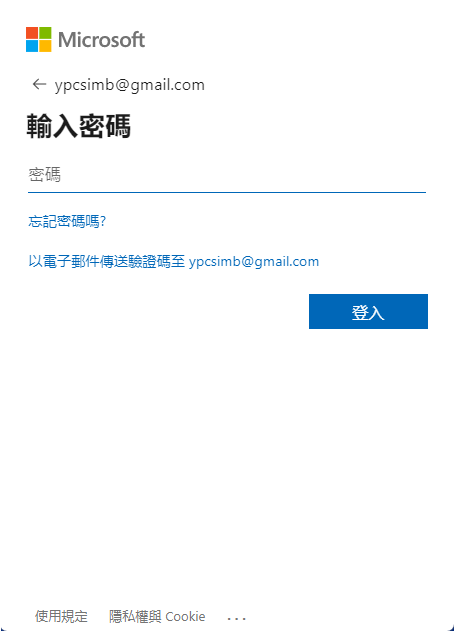 Microsoft
← ypcsimb@gmail.com
輸入密碼
密碼
忘記密碼嗎?
以電子郵件傳送驗證碼至 ypcsimb@gmail.com
登入
使用規定 隱私權與 Cookie ...